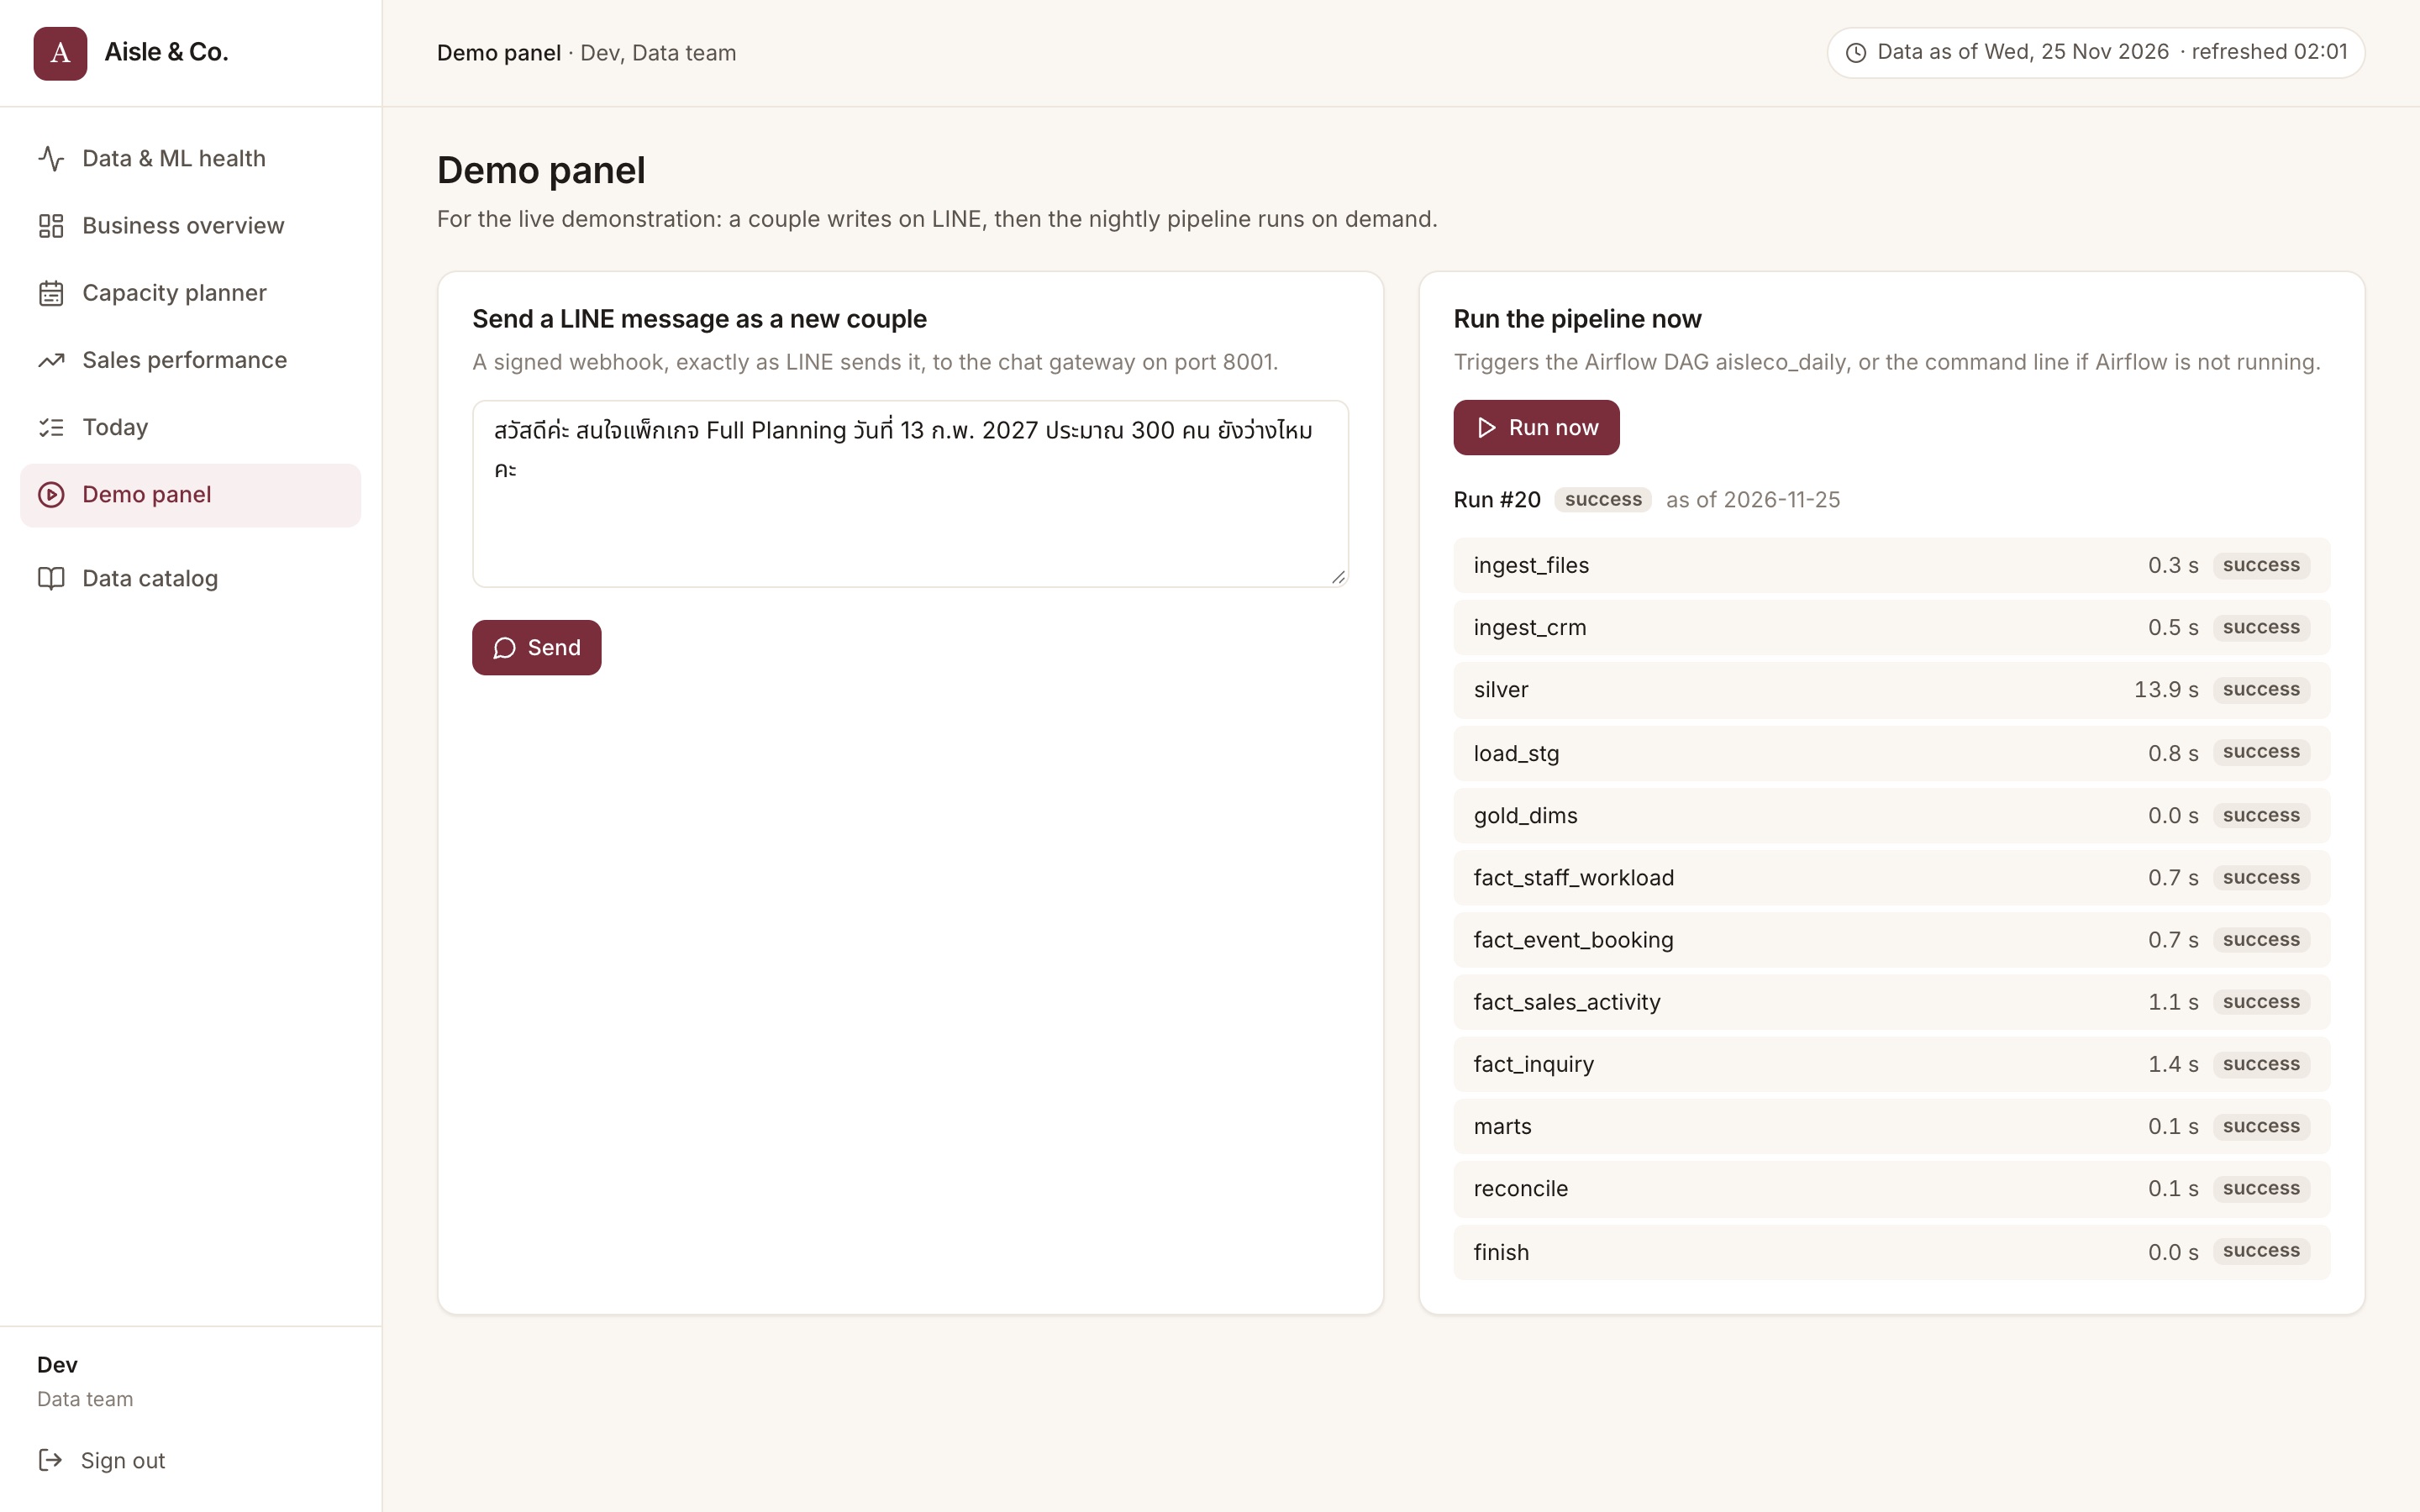 A
Aisle & Co.
Data & ML health
Business overview
Capacity planner
Sales performance
Today
Demo panel
Data catalog
Dev
Data team
Sign out
Demo panel · Dev, Data team
Data as of Wed, 25 Nov 2026 · refreshed 02:01
Demo panel
For the live demonstration: a couple writes on LINE, then the nightly pipeline runs on demand.
Send a LINE message as a new couple
A signed webhook, exactly as LINE sends it, to the chat gateway on port 8001.
สวัสดีค่ะ สนใจแพ็กเกจ Full Planning วันที่ 13 ก.พ. 2027 ประมาณ 300 คน ยังว่างไหม
คะ
Send
Run the pipeline now
Triggers the Airflow DAG aisleco_daily, or the command line if Airflow is not running.
Run now
Run #20 success as of 2026-11-25
ingest_files 0.3 s success
ingest_crm 0.5 s success
silver 13.9 s success
load_stg 0.8 s success
gold_dims 0.0 s success
fact_staff_workload 0.7 s success
fact_event_booking 0.7 s success
fact_sales_activity 1.1 s success
fact_inquiry 1.4 s success
marts 0.1 s success
reconcile 0.1 s success
finish 0.0 s success